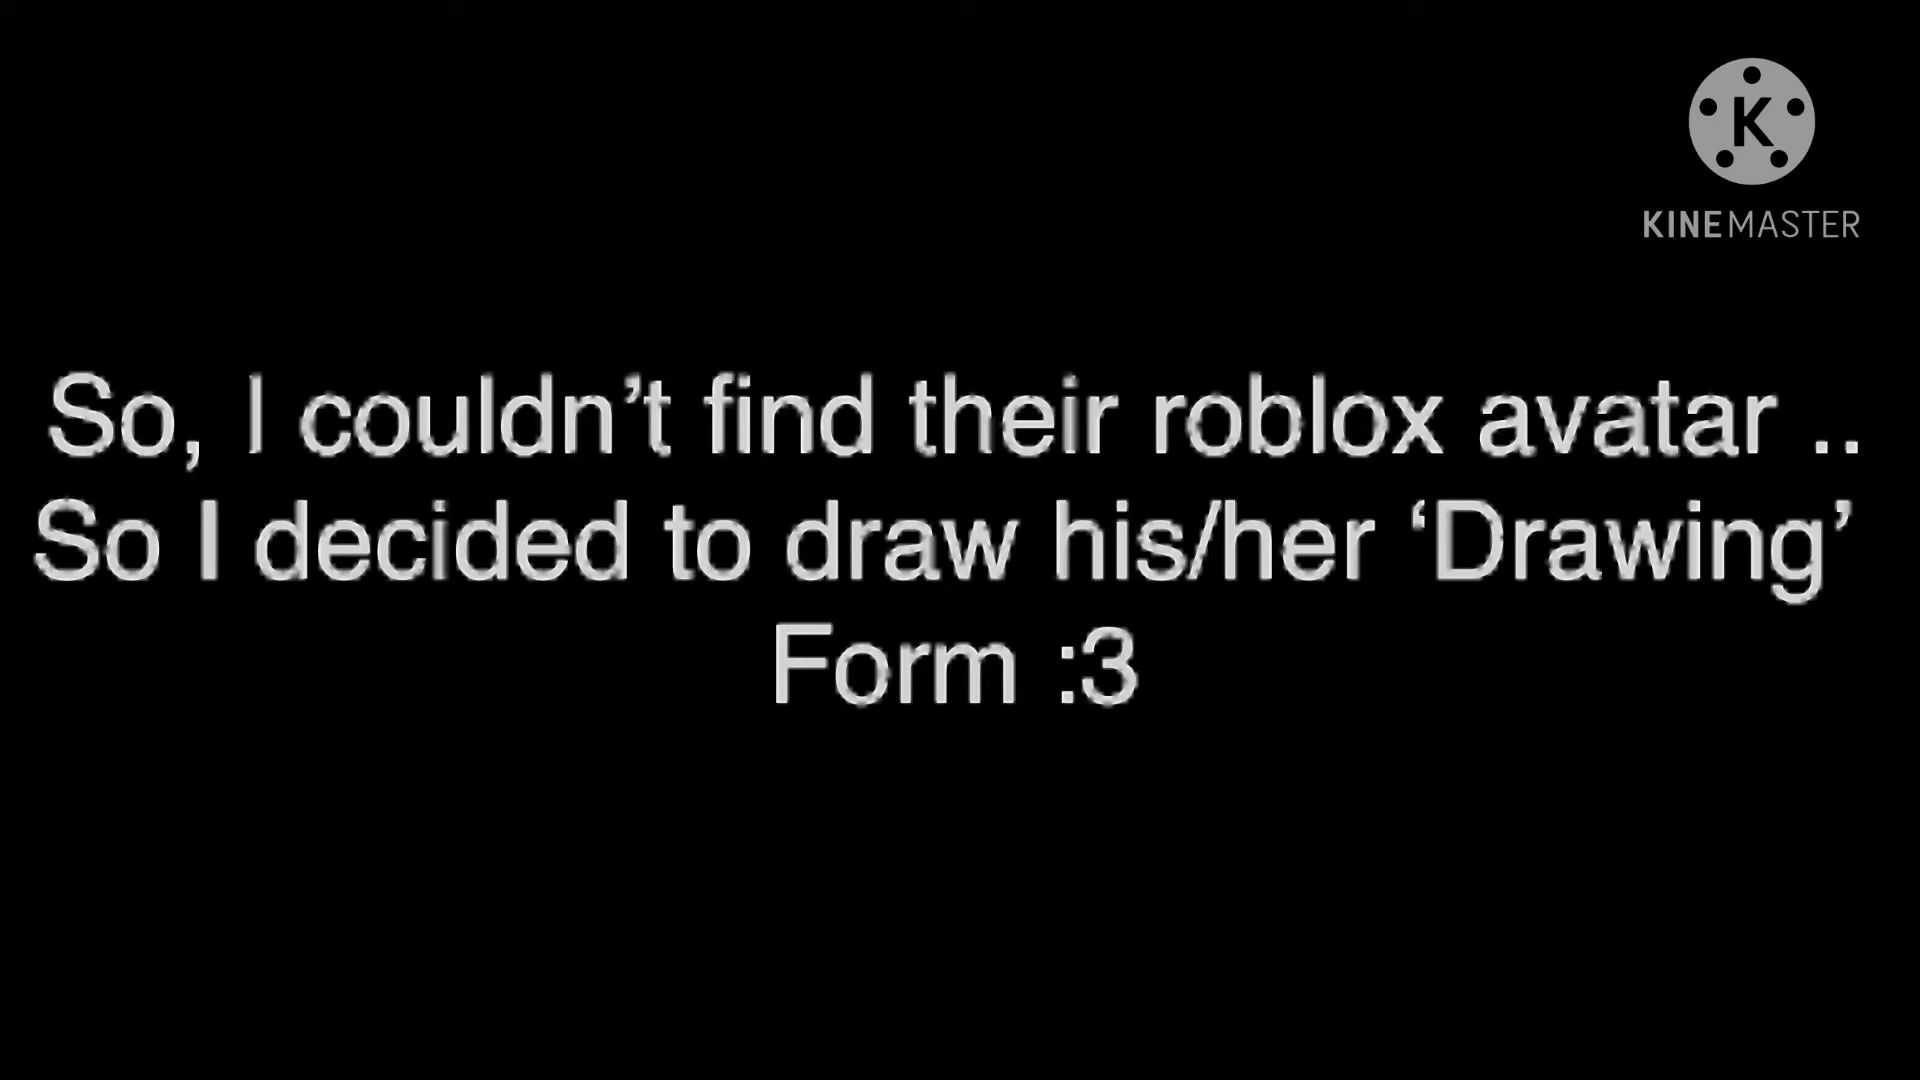 K
KINEMASTER
So, I couldn’t find their roblox avatar ..
So I decided to draw his/her ‘Drawing’
Form :3